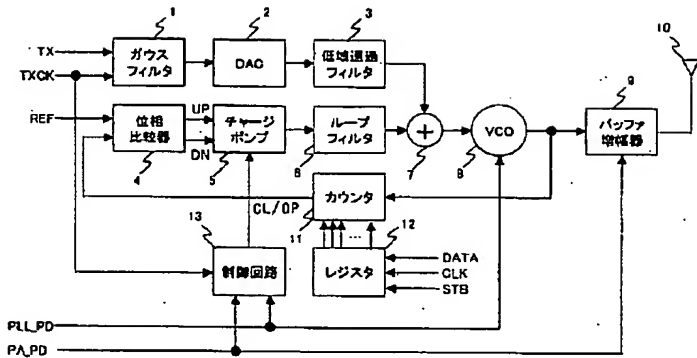 1
2
3
TX
TXCK
ガウス
フィルタ
DAC
低域通過
フィルタ
10
9
REF
位相
比較器
UP
DN
チャージ
ポンプ
ループ
フィルタ
+
VCO
バッファ
増幅器
4
5
6
7
8
CL/OP
カウンタ
11
12
13
制御回路
レジスタ
DATA
CLK
STB
PLL_PD
PA_PD